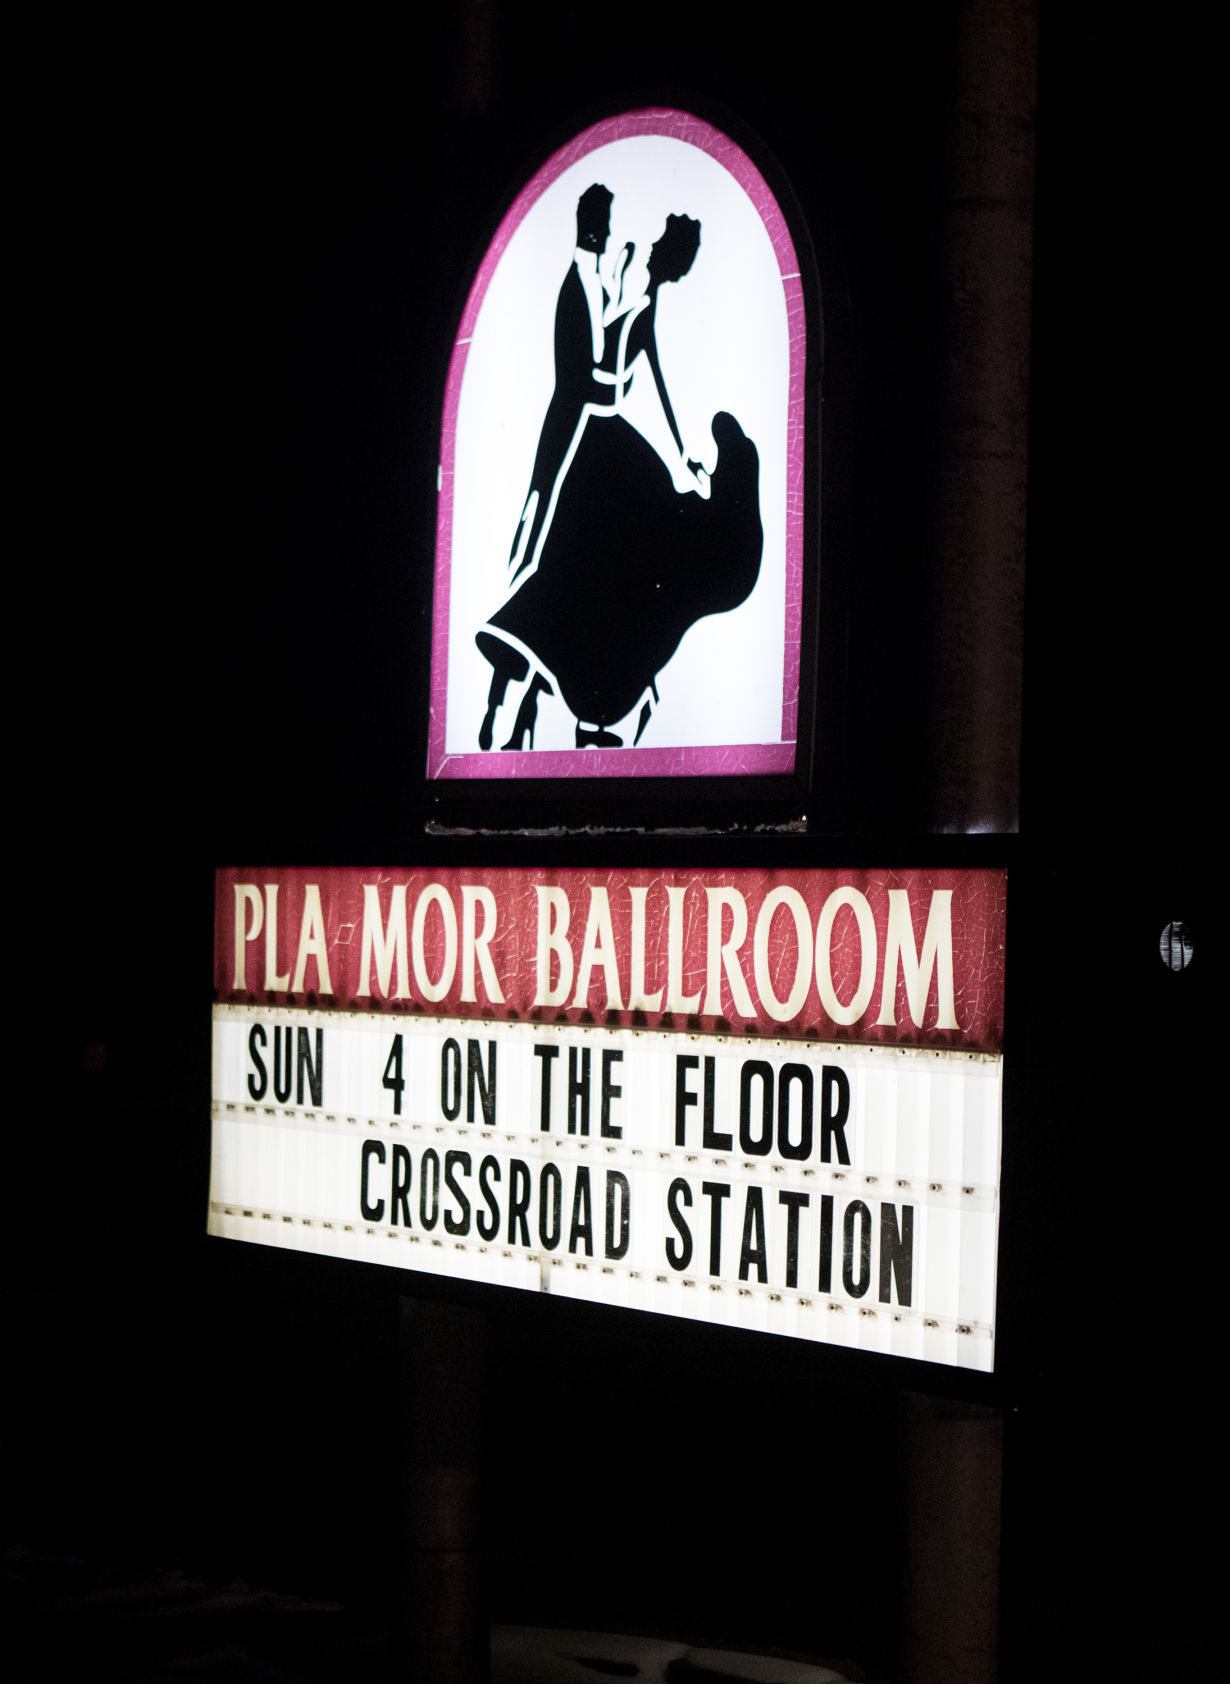 PLA-MOR BALLROOM
SUN 4 ON THE FLOOR
CROSSROAD STATION